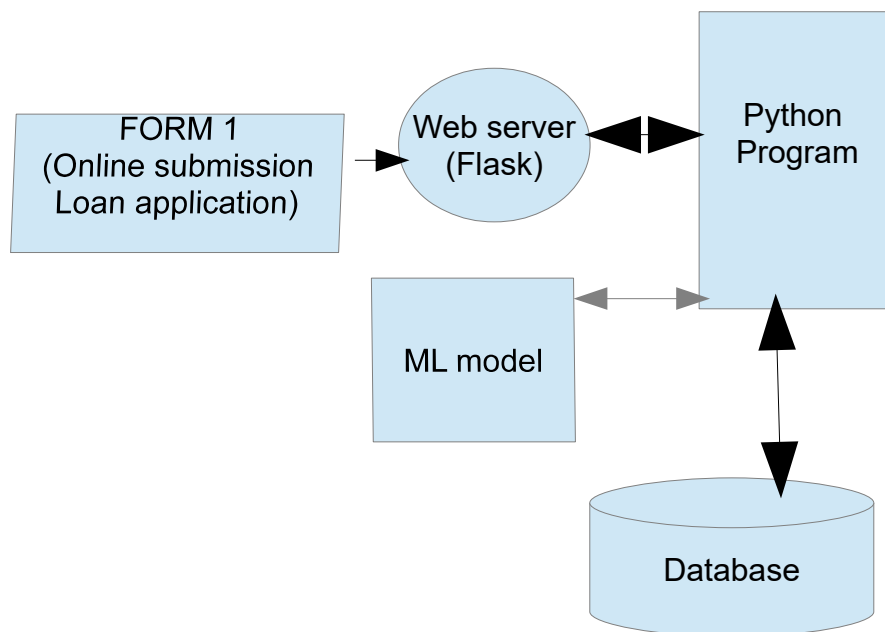 FORM 1
(Online submission
Loan application)
Web server
(Flask)
Python
Program
ML model
Database